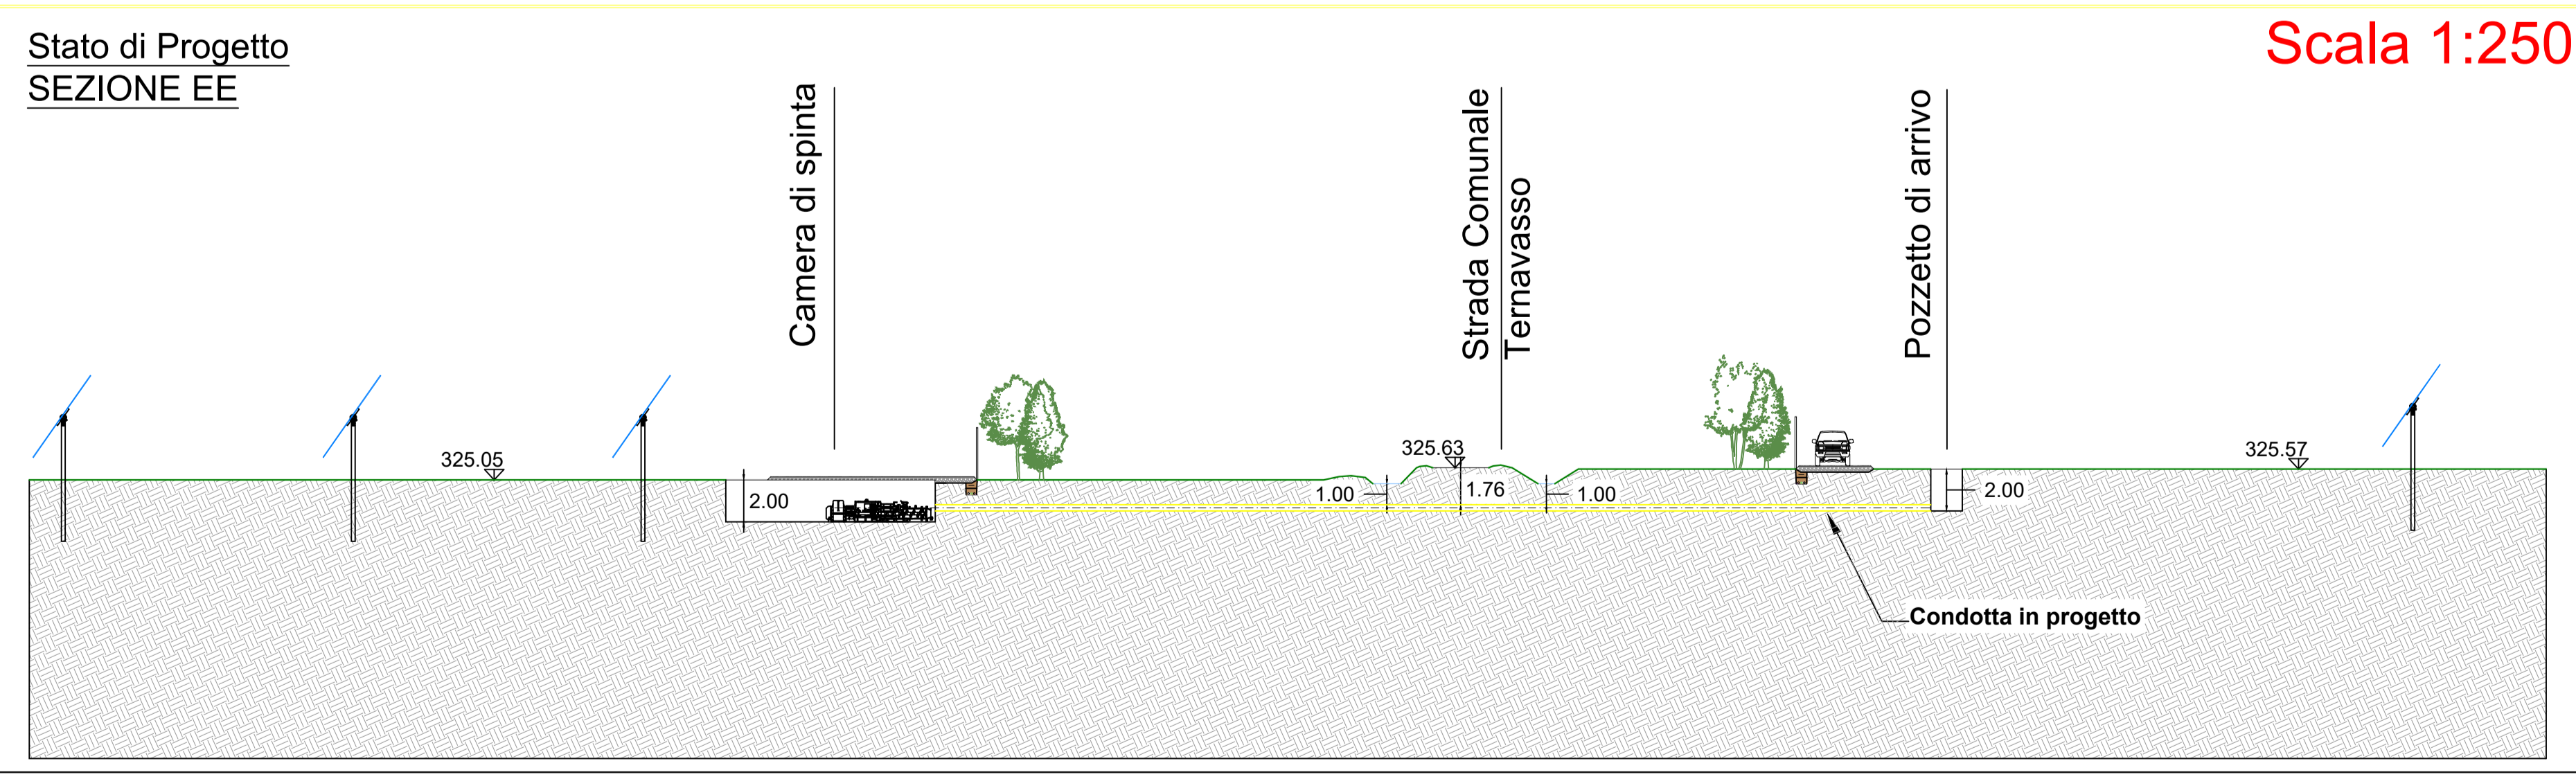 Stato di Progetto
SEZIONE EE
Scala 1:250
Camera di spinta
Strada Comunale
Ternavasso
Pozzetto di arrivo
325.05
325.63
325.57
2.00
1.00
1.76
1.00
2.00
Condotta in progetto